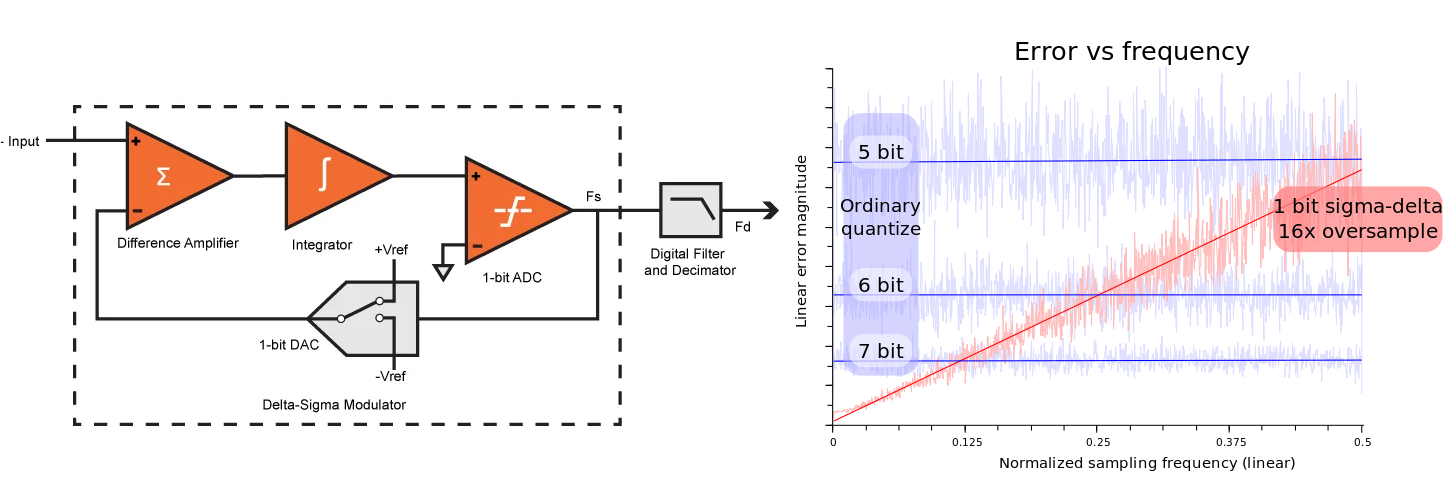 - Input
+
Σ
-
Difference Amplifier
∫
Integrator
+
-
1-bit ADC
Fs
Digital Filter
and Decimator
Fd
+Vref
1-bit DAC
-Vref
Delta-Sigma Modulator
Error vs frequency
Linear error magnitude
5 bit
Ordinary
quantize
6 bit
7 bit
1 bit sigma-delta
16x oversample
0
0.125
0.25
0.375
0.5
Normalized sampling frequency (linear)